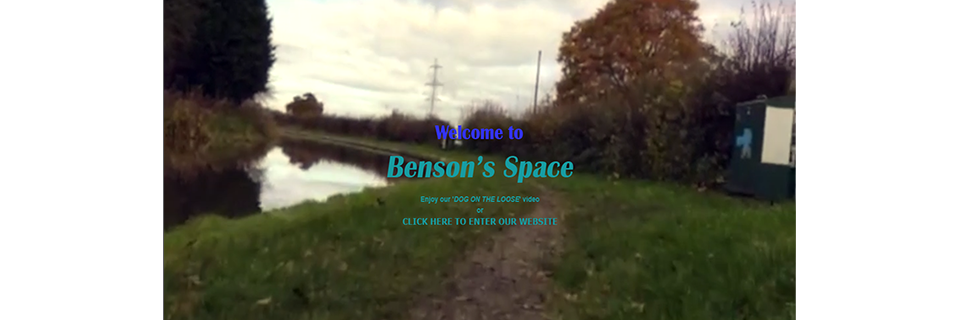 Welcome to
Benson's Space
Enjoy our 'DOG ON THE LOOSE' video
or
CLICK HERE TO ENTER OUR WEBSITE